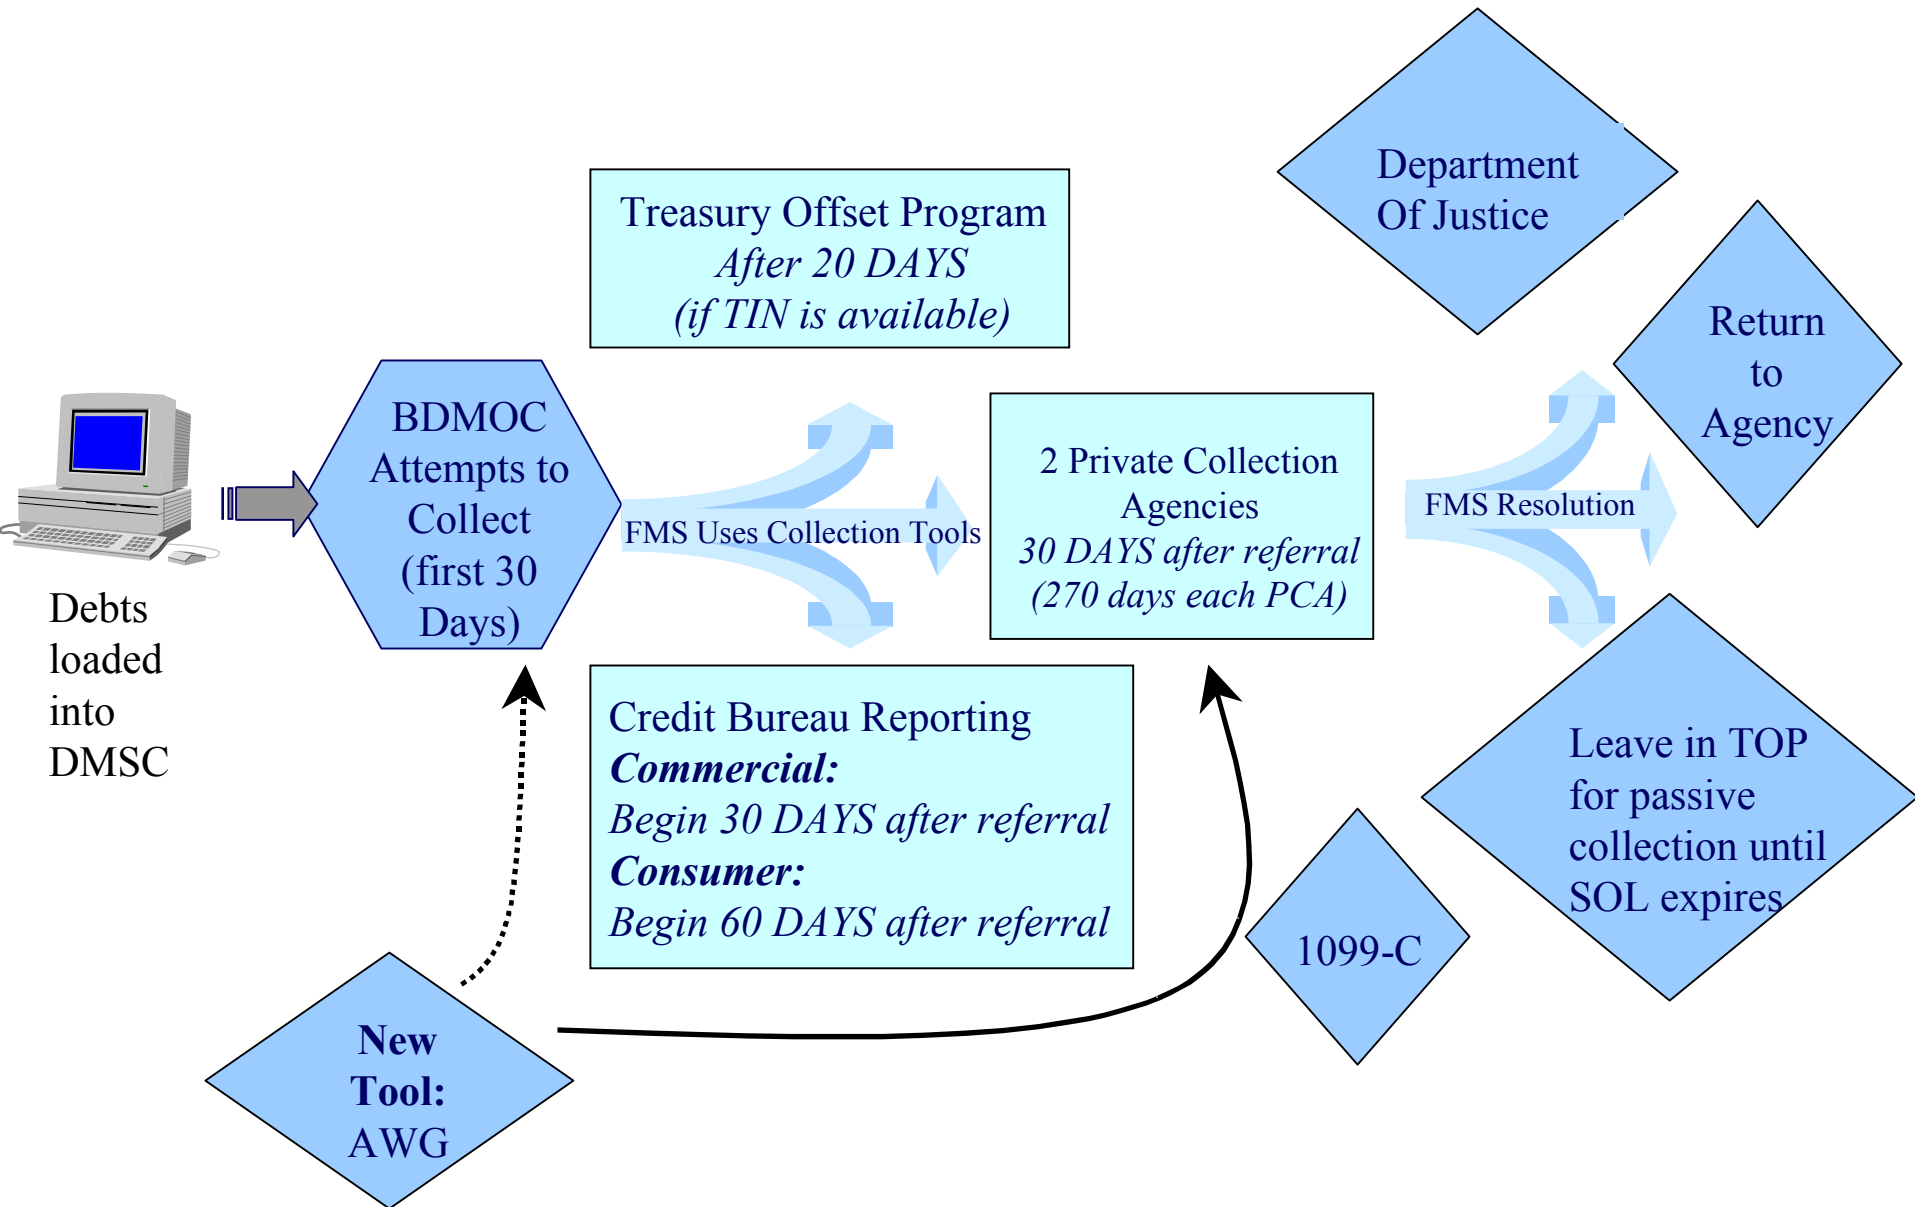 Debts
loaded
into
DMSC
BDMOC
Attempts to
Collect
(first 30
Days)
Treasury Offset Program
After 20 DAYS
(if TIN is available)
FMS Uses Collection Tools
Credit Bureau Reporting
Commercial:
Begin 30 DAYS after referral
Consumer:
Begin 60 DAYS after referral
New
Tool:
AWG
2 Private Collection
Agencies
30 DAYS after referral
(270 days each PCA)
FMS Resolution
Department
Of Justice
Return
to
Agency
Leave in TOP
for passive
collection until
SOL expires
1099-C